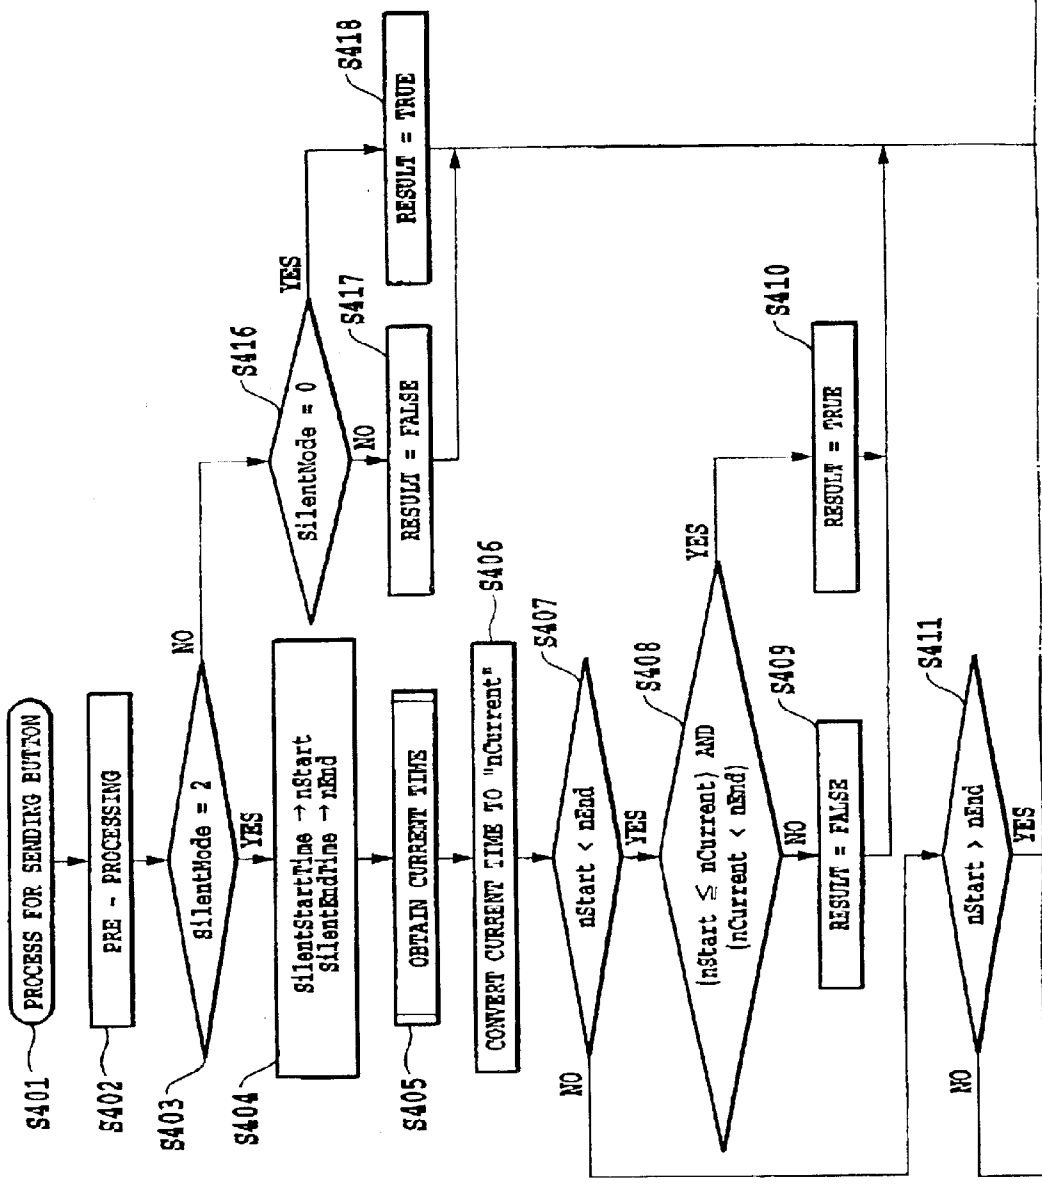 S401
PROCESS FOR SENDING BUTTON
S402
PRE - PROCESSING
S403
SilentMode = 2
NO
YES
S404
SilentStartTime → nStart
SilentEndTime → nEnd
S405
OBTAIN CURRENT TIME
S406
CONVERT CURRENT TIME TO "nCurrent"
S407
nStart < nEnd
NO
YES
S408
(nStart ≦ nCurrent) AND
(nCurrent < nEnd)
YES
NO
S409
RESULT = FALSE
S410
RESULT = TRUE
S411
nStart > nEnd
NO
YES
S416
SilentMode = 0
YES
NO
S417
RESULT = FALSE
S418
RESULT = TRUE